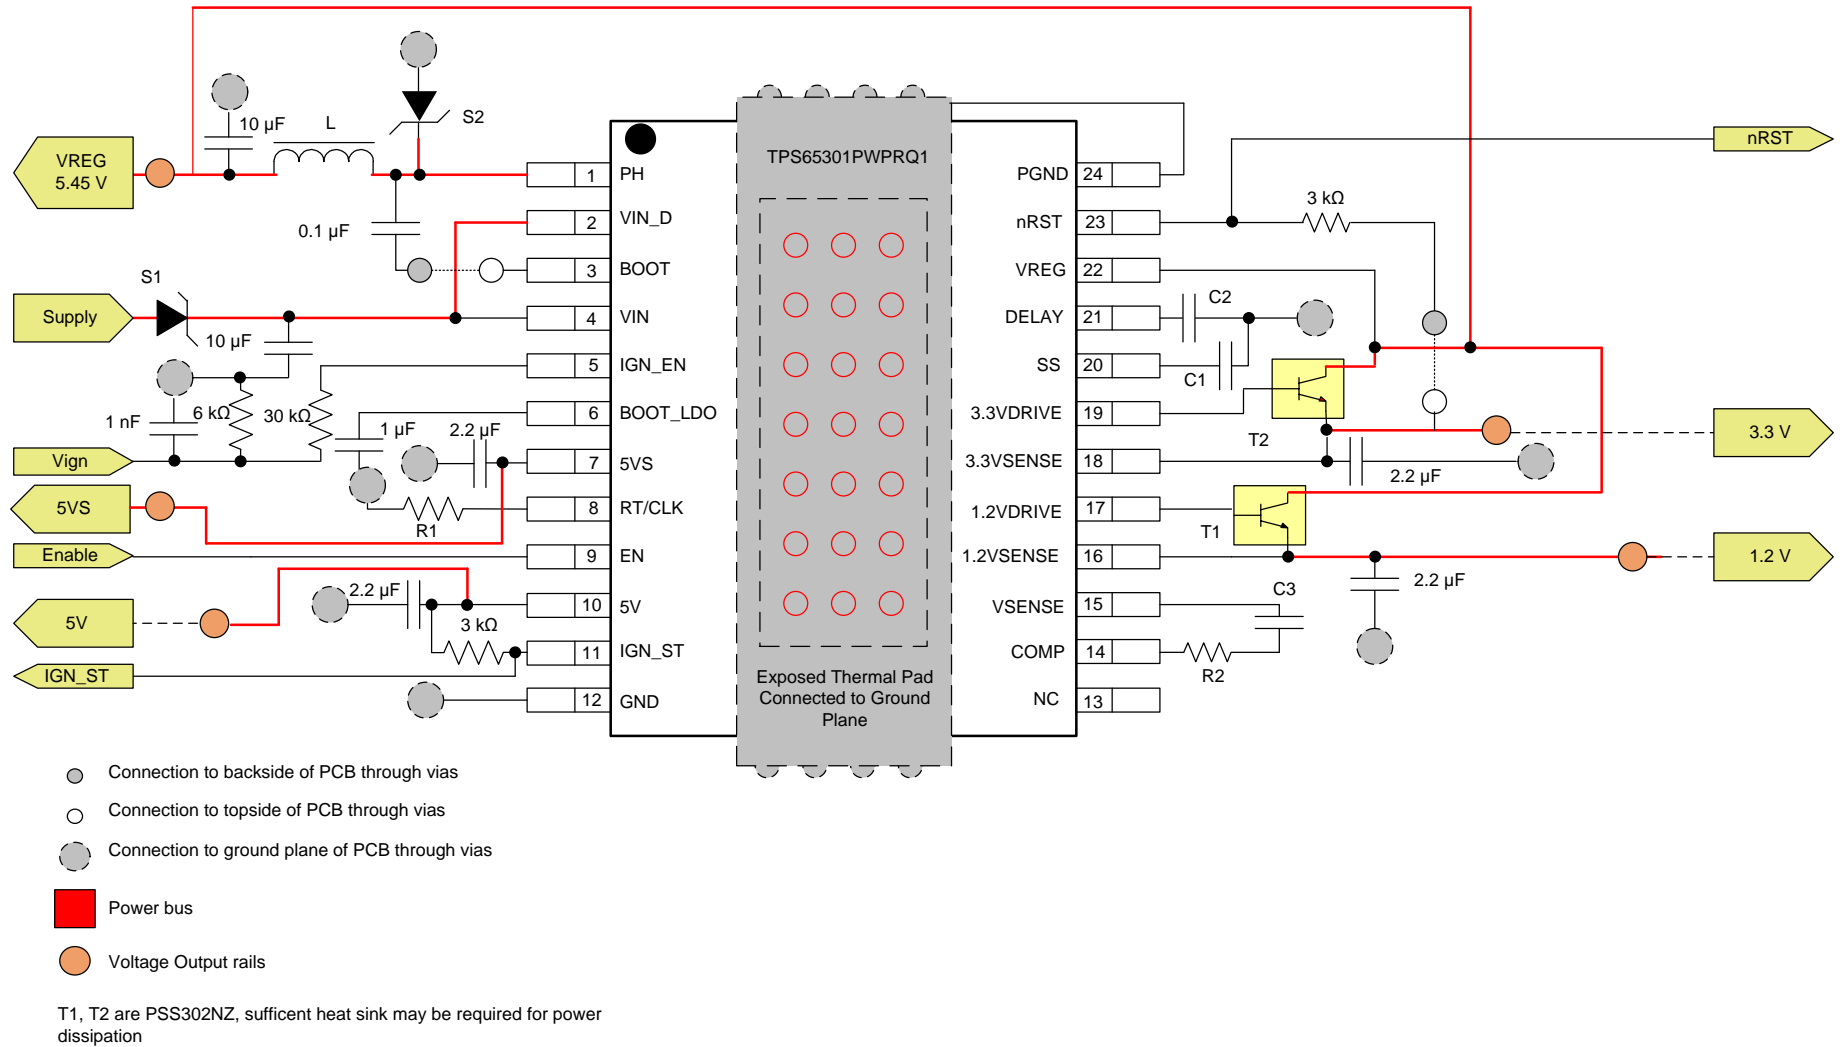 10 µF
L
S2
VREG
5.45 V
0.1 µF
S1
Supply
10 µF
1 nF
6 kΩ
30 kΩ
1 µF
2.2 µF
Vign
5VS
R1
Enable
2.2 µF
3 kΩ
5V
IGN_ST
1 PH
2 VIN_D
3 BOOT
4 VIN
5 IGN_EN
6 BOOT_LDO
7 5VS
8 RT/CLK
9 EN
10 5V
11 IGN_ST
12 GND
TPS65301PWPRQ1
Exposed Thermal Pad
Connected to Ground
Plane
PGND 24
nRST 23
VREG 22
DELAY 21
SS 20
3.3VDRIVE 19
3.3VSENSE 18
1.2VDRIVE 17
1.2VSENSE 16
VSENSE 15
COMP 14
NC 13
nRST
3 kΩ
C2
C1
T2
3.3 V
2.2 µF
T1
1.2 V
2.2 µF
C3
R2
Connection to backside of PCB through vias
Connection to topside of PCB through vias
Connection to ground plane of PCB through vias
Power bus
Voltage Output rails
T1, T2 are PSS302NZ, sufficent heat sink may be required for power
dissipation